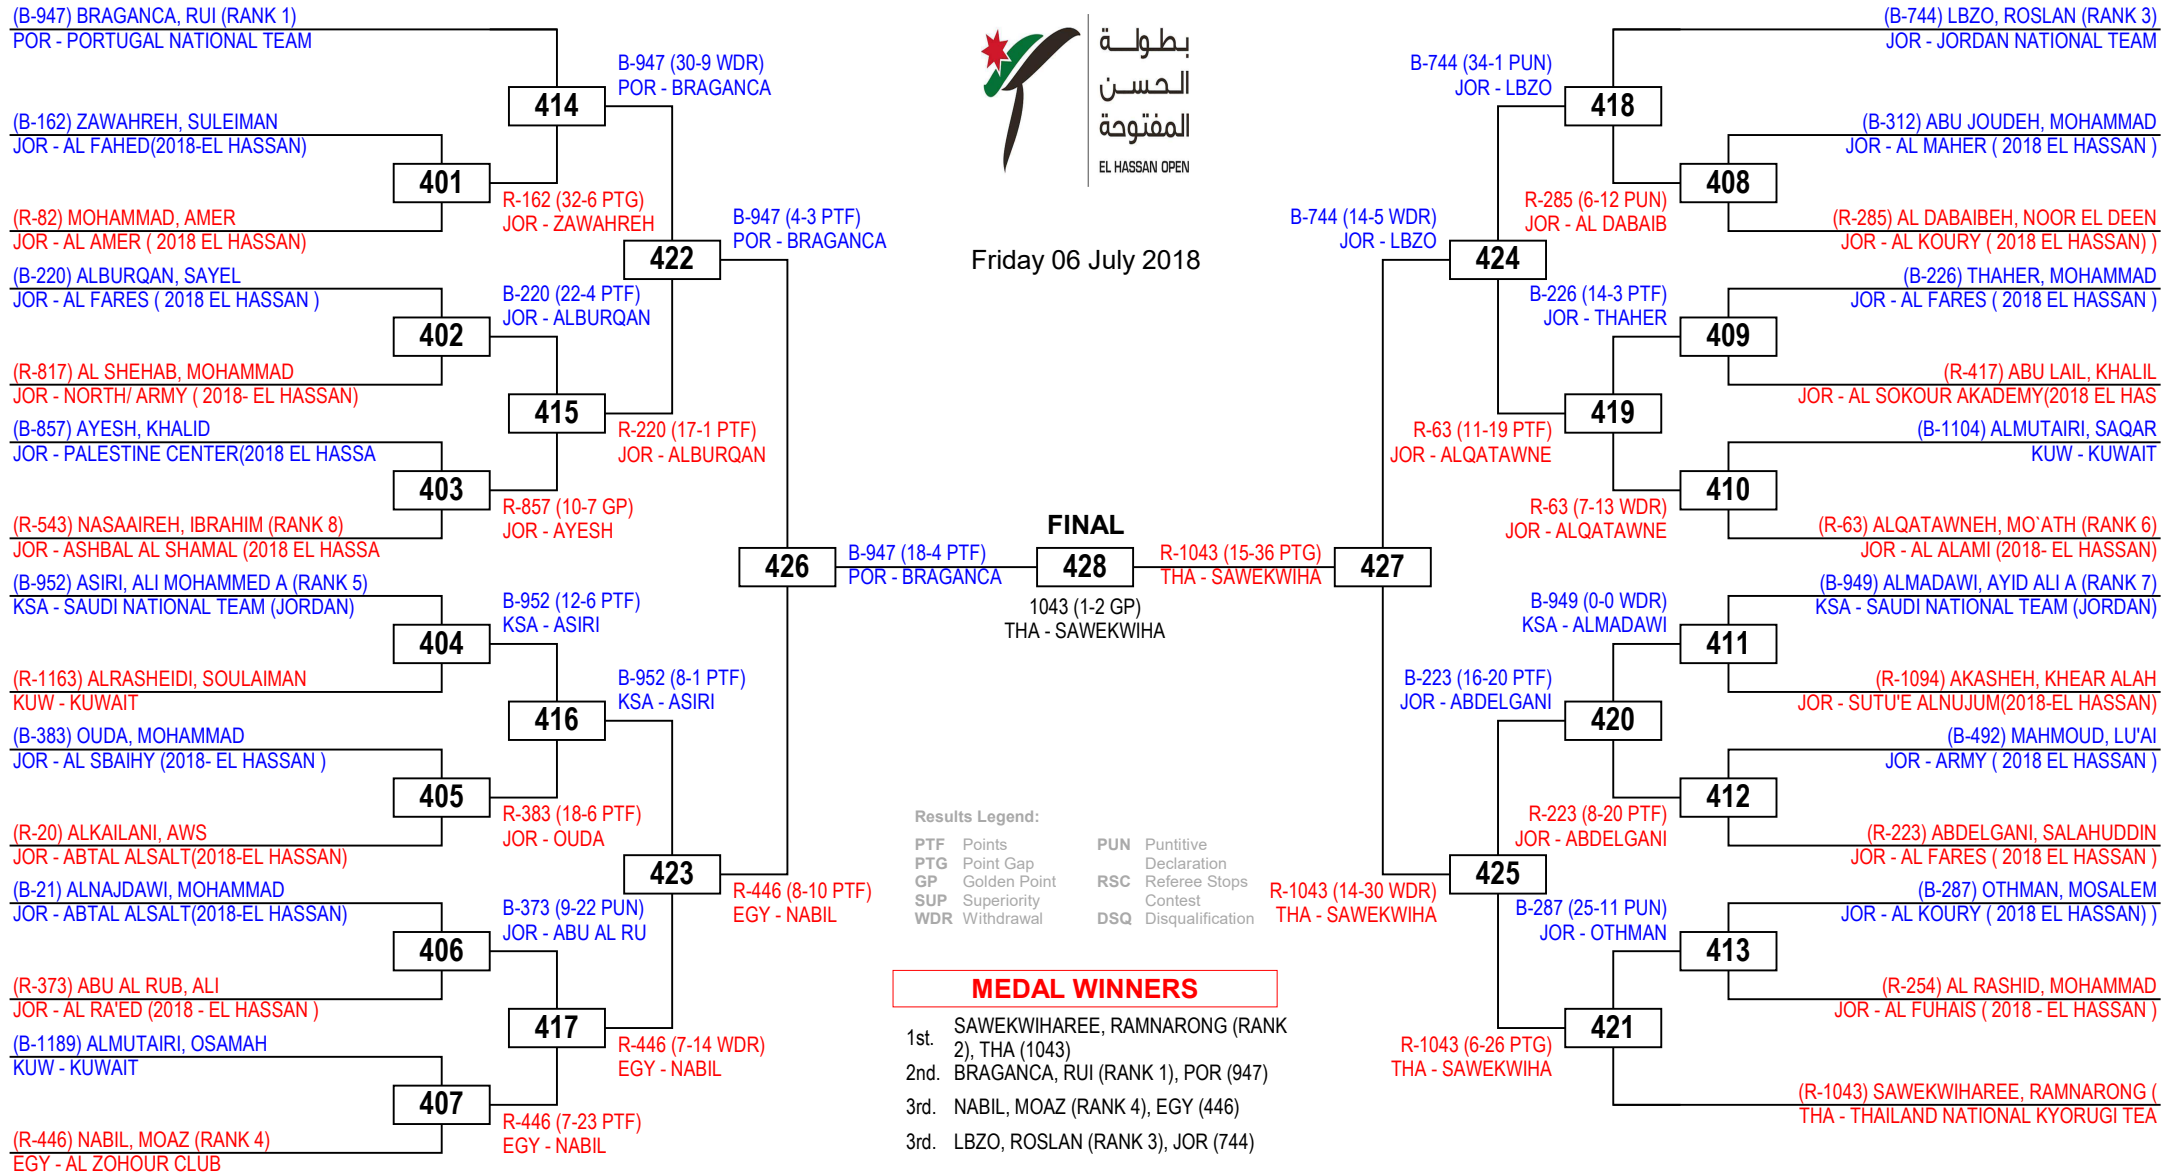 (B-947) BRAGANCA, RUI (RANK 1)
POR - PORTUGAL NATIONAL TEAM
(B-162) ZAWAHREH, SULEIMAN
JOR - AL FAHED(2018-EL HASSAN)
(R-82) MOHAMMAD, AMER
JOR - AL AMER ( 2018 EL HASSAN)
(B-220) ALBURQAN, SAYEL
JOR - AL FARES ( 2018 EL HASSAN )
(R-817) AL SHEHAB, MOHAMMAD
JOR - NORTH/ ARMY ( 2018- EL HASSAN)
(B-857) AYESH, KHALID
JOR - PALESTINE CENTER(2018 EL HASSA
(R-543) NASAAIREH, IBRAHIM (RANK 8)
JOR - ASHBAL AL SHAMAL (2018 EL HASSA
(B-952) ASIRI, ALI MOHAMMED A (RANK 5)
KSA - SAUDI NATIONAL TEAM (JORDAN)
(R-1163) ALRASHEIDI, SOULAIMAN
KUW - KUWAIT
(B-383) OUDA, MOHAMMAD
JOR - AL SBAIHY (2018- EL HASSAN )
(R-20) ALKAILANI, AWS
JOR - ABTAL ALSALT(2018-EL HASSAN)
(B-21) ALNAJDAWI, MOHAMMAD
JOR - ABTAL ALSALT(2018-EL HASSAN)
(R-373) ABU AL RUB, ALI
JOR - AL RA'ED (2018 - EL HASSAN )
(B-1189) ALMUTAIRI, OSAMAH
KUW - KUWAIT
(R-446) NABIL, MOAZ (RANK 4)
EGY - AL ZOHOUR CLUB
401
402
403
404
405
406
407
R-162 (32-6 PTG)
JOR - ZAWAHREH
B-220 (22-4 PTF)
JOR - ALBURQAN
R-857 (10-7 GP)
JOR - AYESH
B-952 (12-6 PTF)
KSA - ASIRI
R-383 (18-6 PTF)
JOR - OUDA
B-373 (9-22 PUN)
JOR - ABU AL RU
R-446 (7-23 PTF)
EGY - NABIL
414
415
416
417
B-947 (30-9 WDR)
POR - BRAGANCA
R-220 (17-1 PTF)
JOR - ALBURQAN
B-952 (8-1 PTF)
KSA - ASIRI
R-446 (7-14 WDR)
EGY - NABIL
422
423
B-947 (4-3 PTF)
POR - BRAGANCA
R-446 (8-10 PTF)
EGY - NABIL
426
B-947 (18-4 PTF)
POR - BRAGANCA
بطولة
الحسن
المفتوحة
EL HASSAN OPEN
Friday 06 July 2018
FINAL
428
1043 (1-2 GP)
THA - SAWEKWIHA
Results Legend:
PTF Points
PTG Point Gap
GP Golden Point
SUP Superiority
WDR Withdrawal
PUN Puntitive
Declaration
RSC Referee Stops
Contest
DSQ Disqualification
MEDAL WINNERS
1st. SAWEKWIHAREE, RAMNARONG (RANK
2), THA (1043)
2nd. BRAGANCA, RUI (RANK 1), POR (947)
3rd. NABIL, MOAZ (RANK 4), EGY (446)
3rd. LBZO, ROSLAN (RANK 3), JOR (744)
R-1043 (15-36 PTG)
THA - SAWEKWIHA
427
B-744 (14-5 WDR)
JOR - LBZO
R-1043 (14-30 WDR)
THA - SAWEKWIHA
424
425
B-744 (34-1 PUN)
JOR - LBZO
R-63 (11-19 PTF)
JOR - ALQATAWNE
B-223 (16-20 PTF)
JOR - ABDELGANI
R-1043 (6-26 PTG)
THA - SAWEKWIHA
418
419
420
421
R-285 (6-12 PUN)
JOR - AL DABAIB
B-226 (14-3 PTF)
JOR - THAHER
R-63 (7-13 WDR)
JOR - ALQATAWNE
B-949 (0-0 WDR)
KSA - ALMADAWI
R-223 (8-20 PTF)
JOR - ABDELGANI
B-287 (25-11 PUN)
JOR - OTHMAN
408
409
410
411
412
413
(B-744) LBZO, ROSLAN (RANK 3)
JOR - JORDAN NATIONAL TEAM
(B-312) ABU JOUDEH, MOHAMMAD
JOR - AL MAHER ( 2018 EL HASSAN )
(R-285) AL DABAIBEH, NOOR EL DEEN
JOR - AL KOURY ( 2018 EL HASSAN) )
(B-226) THAHER, MOHAMMAD
JOR - AL FARES ( 2018 EL HASSAN )
(R-417) ABU LAIL, KHALIL
JOR - AL SOKOUR AKADEMY(2018 EL HAS
(B-1104) ALMUTAIRI, SAQAR
KUW - KUWAIT
(R-63) ALQATAWNEH, MO`ATH (RANK 6)
JOR - AL ALAMI (2018- EL HASSAN)
(B-949) ALMADAWI, AYID ALI A (RANK 7)
KSA - SAUDI NATIONAL TEAM (JORDAN)
(R-1094) AKASHEH, KHEAR ALAH
JOR - SUTU'E ALNUJUM(2018-EL HASSAN)
(B-492) MAHMOUD, LU'AI
JOR - ARMY ( 2018 EL HASSAN )
(R-223) ABDELGANI, SALAHUDDIN
JOR - AL FARES ( 2018 EL HASSAN )
(B-287) OTHMAN, MOSALEM
JOR - AL KOURY ( 2018 EL HASSAN) )
(R-254) AL RASHID, MOHAMMAD
JOR - AL FUHAIS ( 2018 - EL HASSAN )
(R-1043) SAWEKWIHAREE, RAMNARONG (
THA - THAILAND NATIONAL KYORUGI TEA